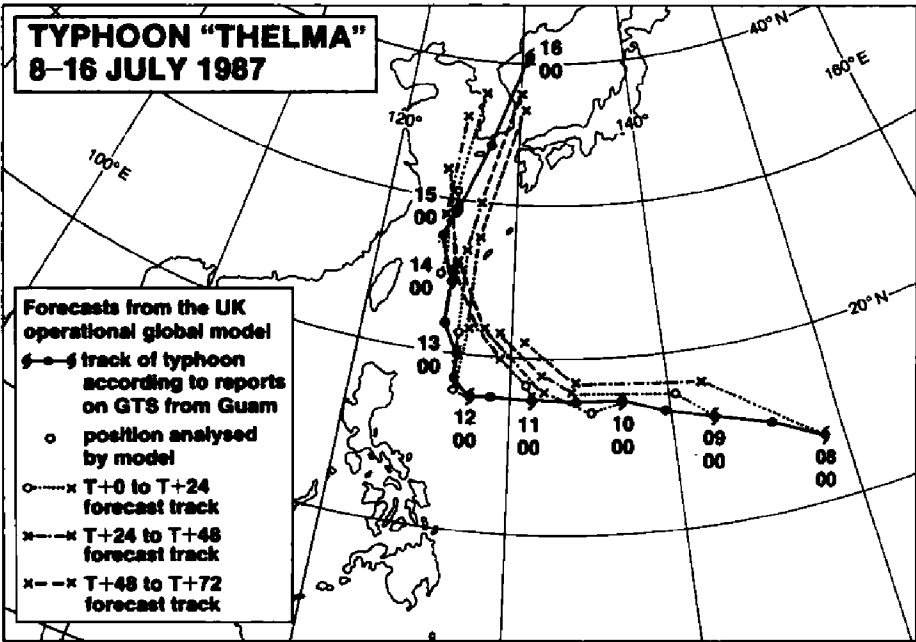 TYPHOON "THELMA"
8–16 JULY 1987
16
00
40° N
160° E
120°
140°
100° E
15
00
14
00
20° N
13
00
12
00
11
00
10
00
09
00
08
00
Forecasts from the UK
operational global model
track of typhoon
according to reports
on GTS from Guam
position analysed
by model
T+0 to T+24
forecast track
T+24 to T+48
forecast track
T+48 to T+72
forecast track